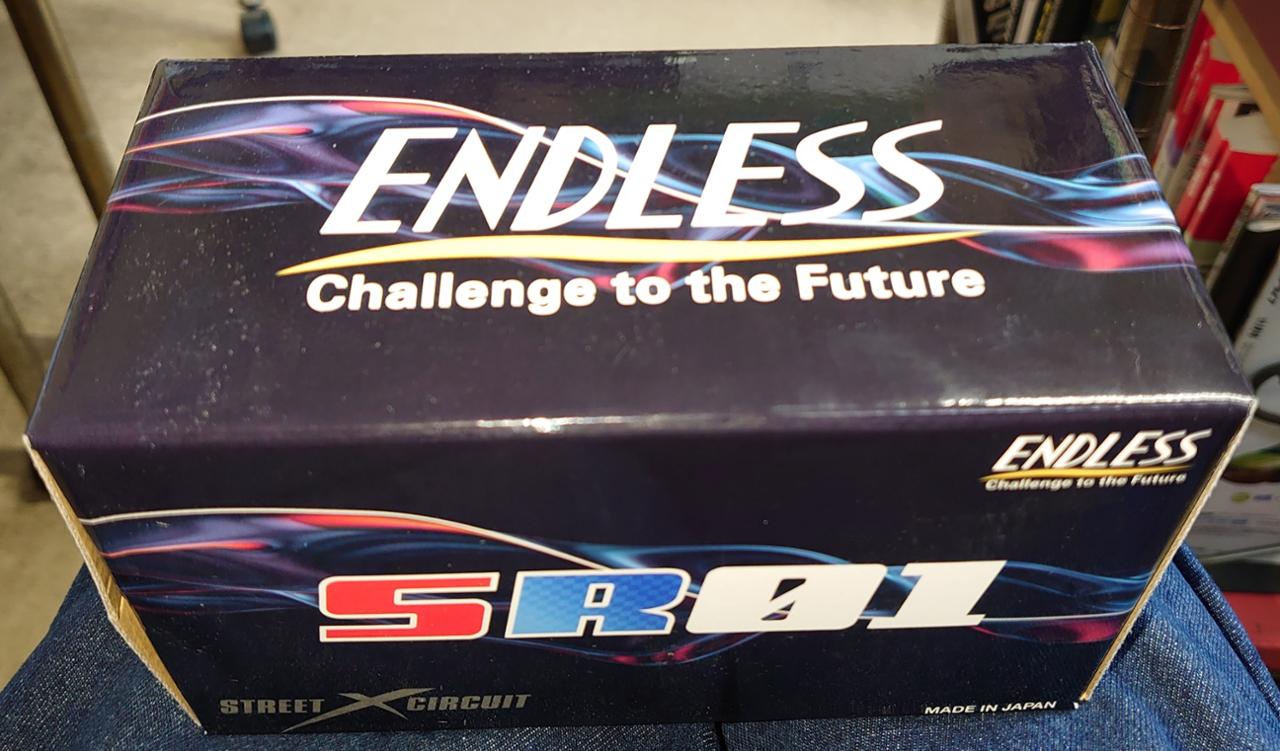 ENDLESS
Challenge to the Future
ENDLESS
Challenge to the Future
SR01
STREET X CIRCUIT
MADE IN JAPAN